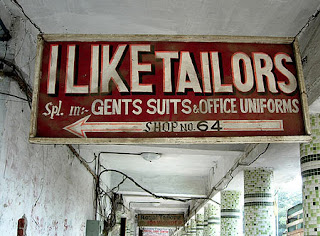 I LIKE TAILORS
Spl. in:- GENTS SUITS & OFFICE UNIFORMS
SHOP NO. 64